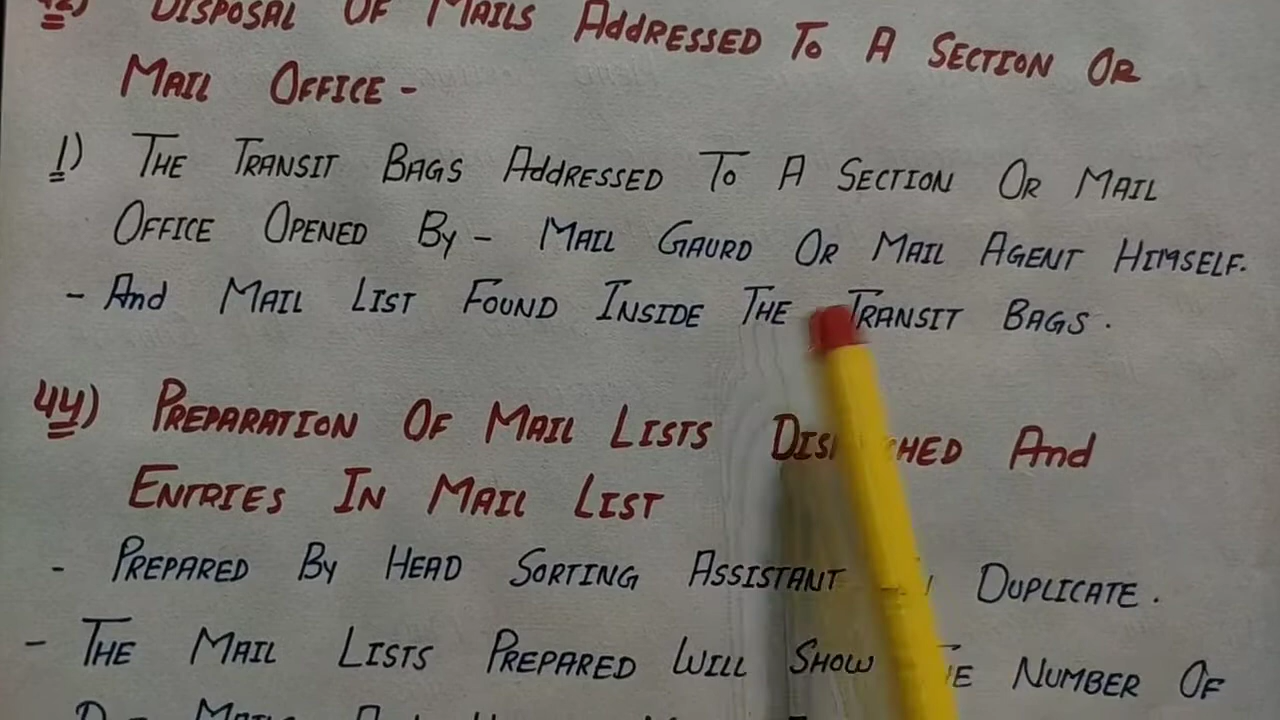 42) DISPOSAL OF MAILS ADDRESSED TO A SECTION OR
MAIL OFFICE -
1) THE TRANSIT BAGS ADDRESSED TO A SECTION OR MAIL
OFFICE OPENED BY - MAIL GAURD OR MAIL AGENT HIMSELF.
- AND MAIL LIST FOUND INSIDE THE TRANSIT BAGS.
44) PREPARATION OF MAIL LISTS AND
ENTRIES IN MAIL LIST
- PREPARED BY HEAD SORTING ASSISTANT DUPLICATE.
- THE MAIL LISTS PREPARED WILL SHOW NUMBER OF